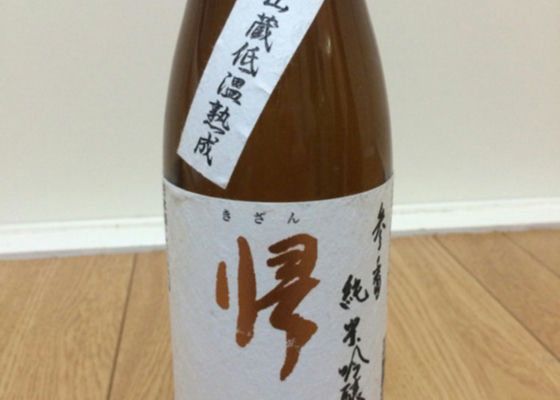 山蔵低温熟成
きざん
帰
参番
純米吟醸